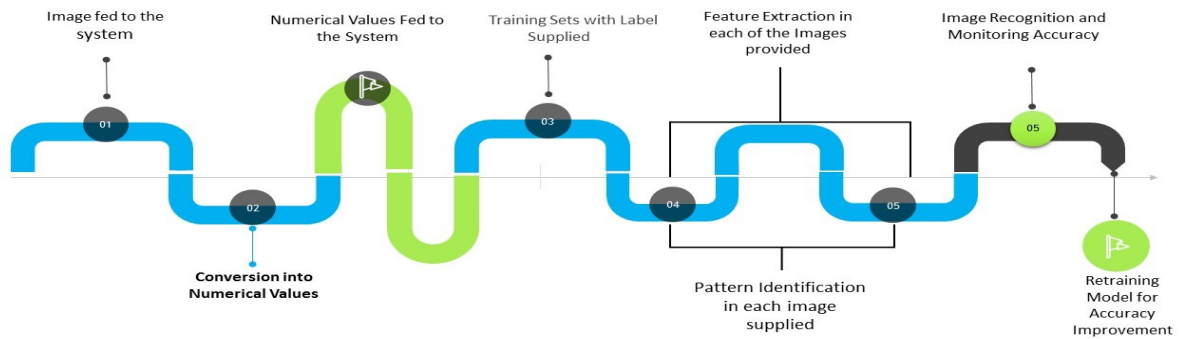 Image fed to the
system
Numerical Values Fed to
the System
Training Sets with Label
Supplied
Feature Extraction in
each of the Images
provided
Image Recognition and
Monitoring Accuracy
01
03
05
02
04
05
Conversion into
Numerical Values
Pattern Identification
in each image
supplied
Retraining
Model for
Accuracy
Improvement